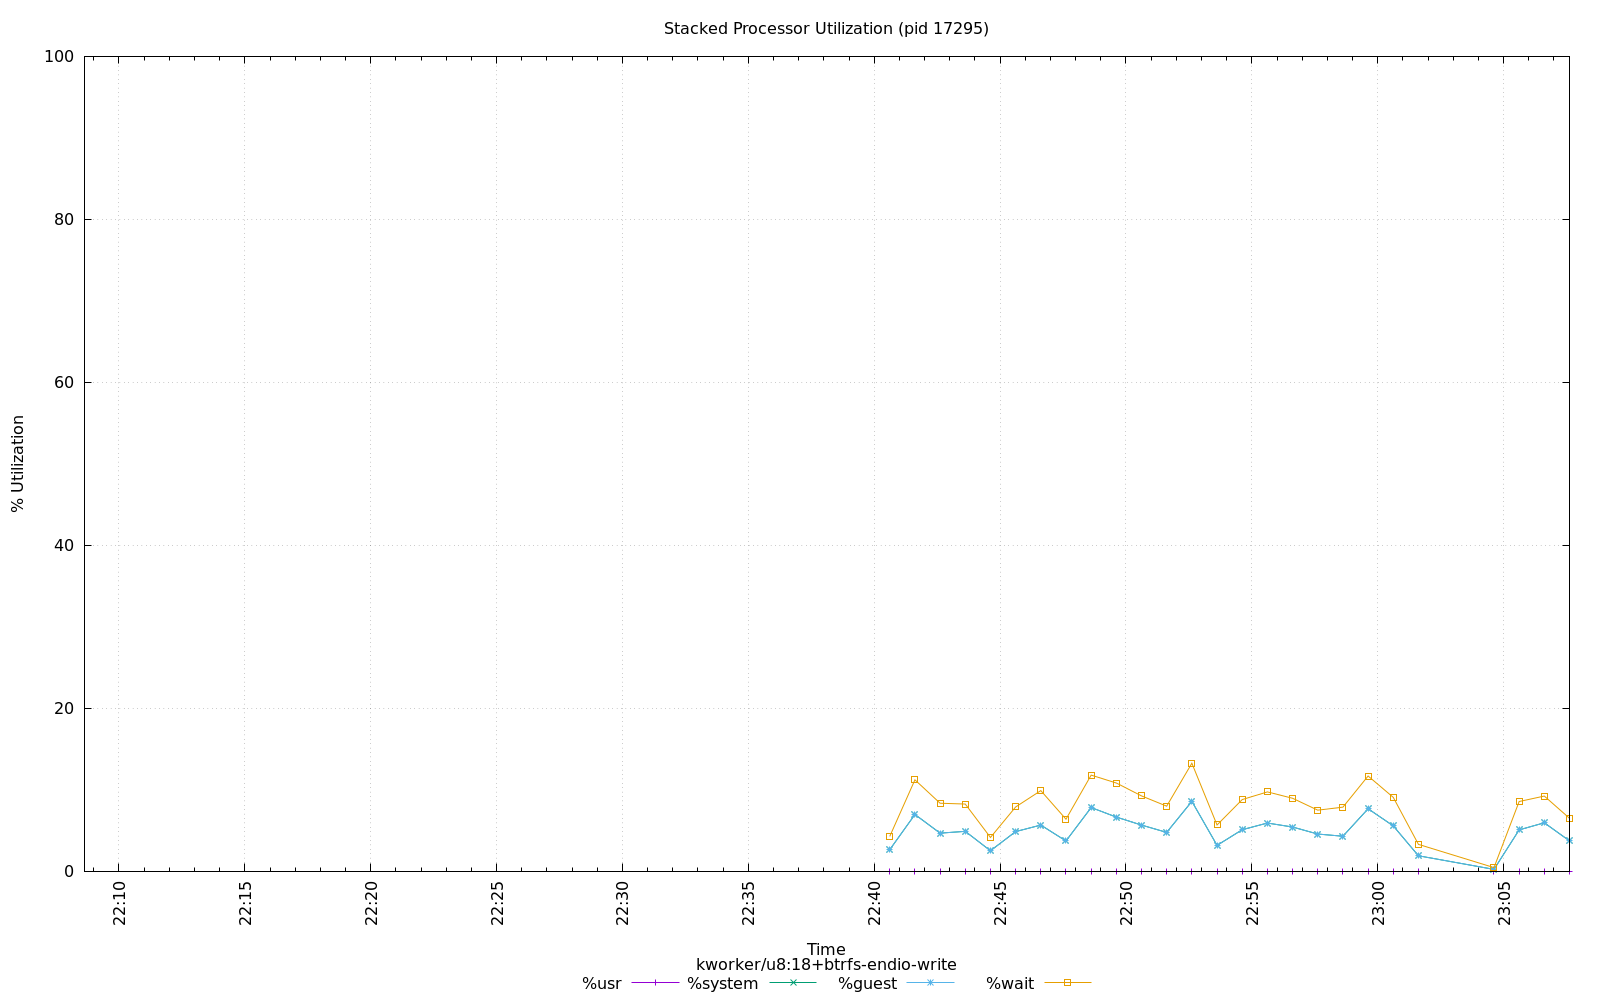 Stacked Processor Utilization (pid 17295)
100
80
60
40
20
0
% Utilization
22:10 22:15 22:20 22:25 22:30 22:35 22:40 22:45 22:50 22:55 23:00 23:05
Time
kworker/u8:18+btrfs-endio-write
%usr %system %guest %wait